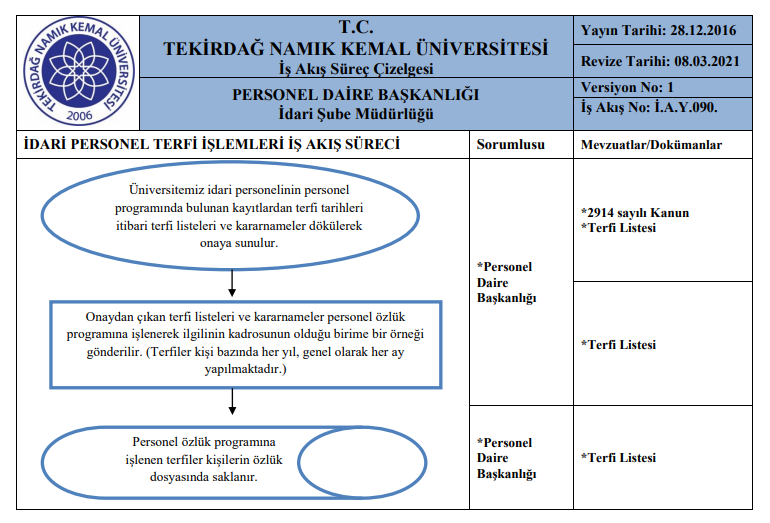 TEKİRDAĞ NAMIK KEMAL ÜNİVERSİTESİ
2006
T.C.
TEKİRDAĞ NAMIK KEMAL ÜNİVERSİTESİ
İş Akış Süreç Çizelgesi
PERSONEL DAİRE BAŞKANLIĞI
İdari Şube Müdürlüğü
Yayın Tarihi: 28.12.2016
Revize Tarihi: 08.03.2021
Versiyon No: 1
İş Akış No: İ.A.Y.090.
İDARİ PERSONEL TERFİ İŞLEMLERİ İŞ AKIŞ SÜRECİ
Sorumlusu
Mevzuatlar/Dokümanlar
Üniversitemiz idari personelinin personel
programında bulunan kayıtlardan terfi tarihleri
itibari terfi listeleri ve kararnameler dökülerek
onaya sunulur.
*2914 sayılı Kanun
*Terfi Listesi
*Personel
Daire
Başkanlığı
Onaydan çıkan terfi listeleri ve kararnameler personel özlük
programına işlenerek ilgilinin kadrosunun olduğu birime bir örneği
gönderilir. (Terfiler kişi bazında her yıl, genel olarak her ay
yapılmaktadır.)
*Terfi Listesi
Personel özlük programına
işlenen terfiler kişilerin özlük
dosyasında saklanır.
*Personel
Daire
Başkanlığı
*Terfi Listesi